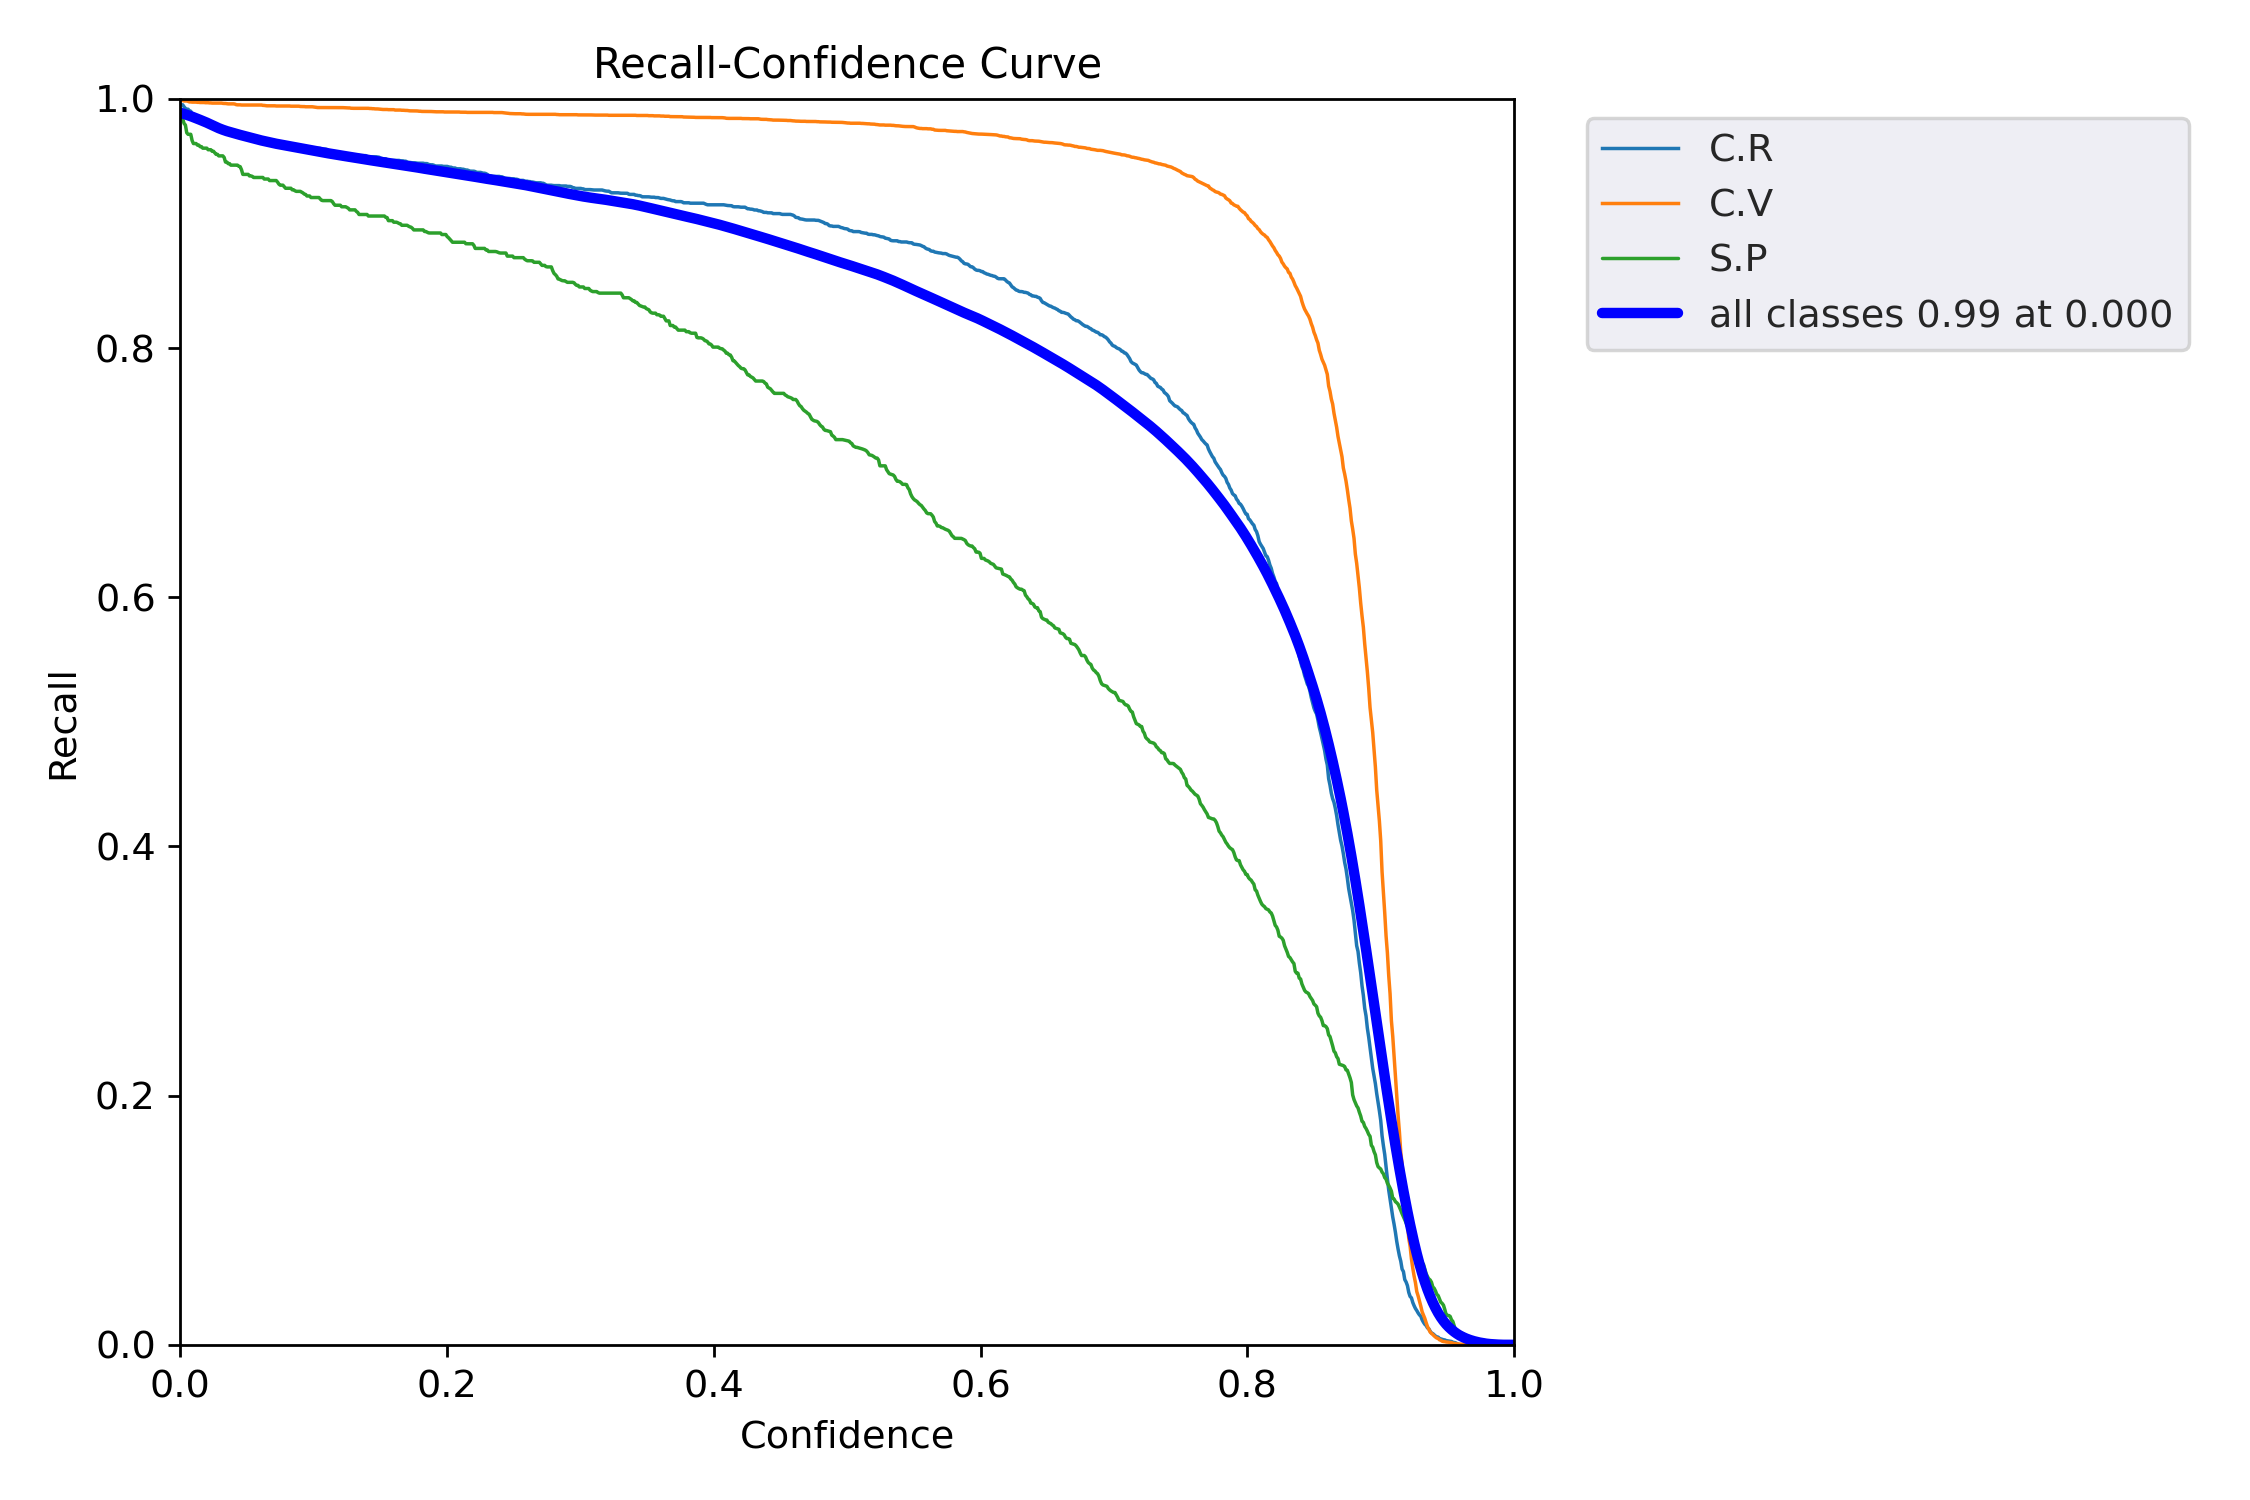 Recall-Confidence Curve
1.0
0.8
0.6
0.4
0.2
0.0
Recall
0.0 0.2 0.4 0.6 0.8 1.0
Confidence
C.R
C.V
S.P
all classes 0.99 at 0.000